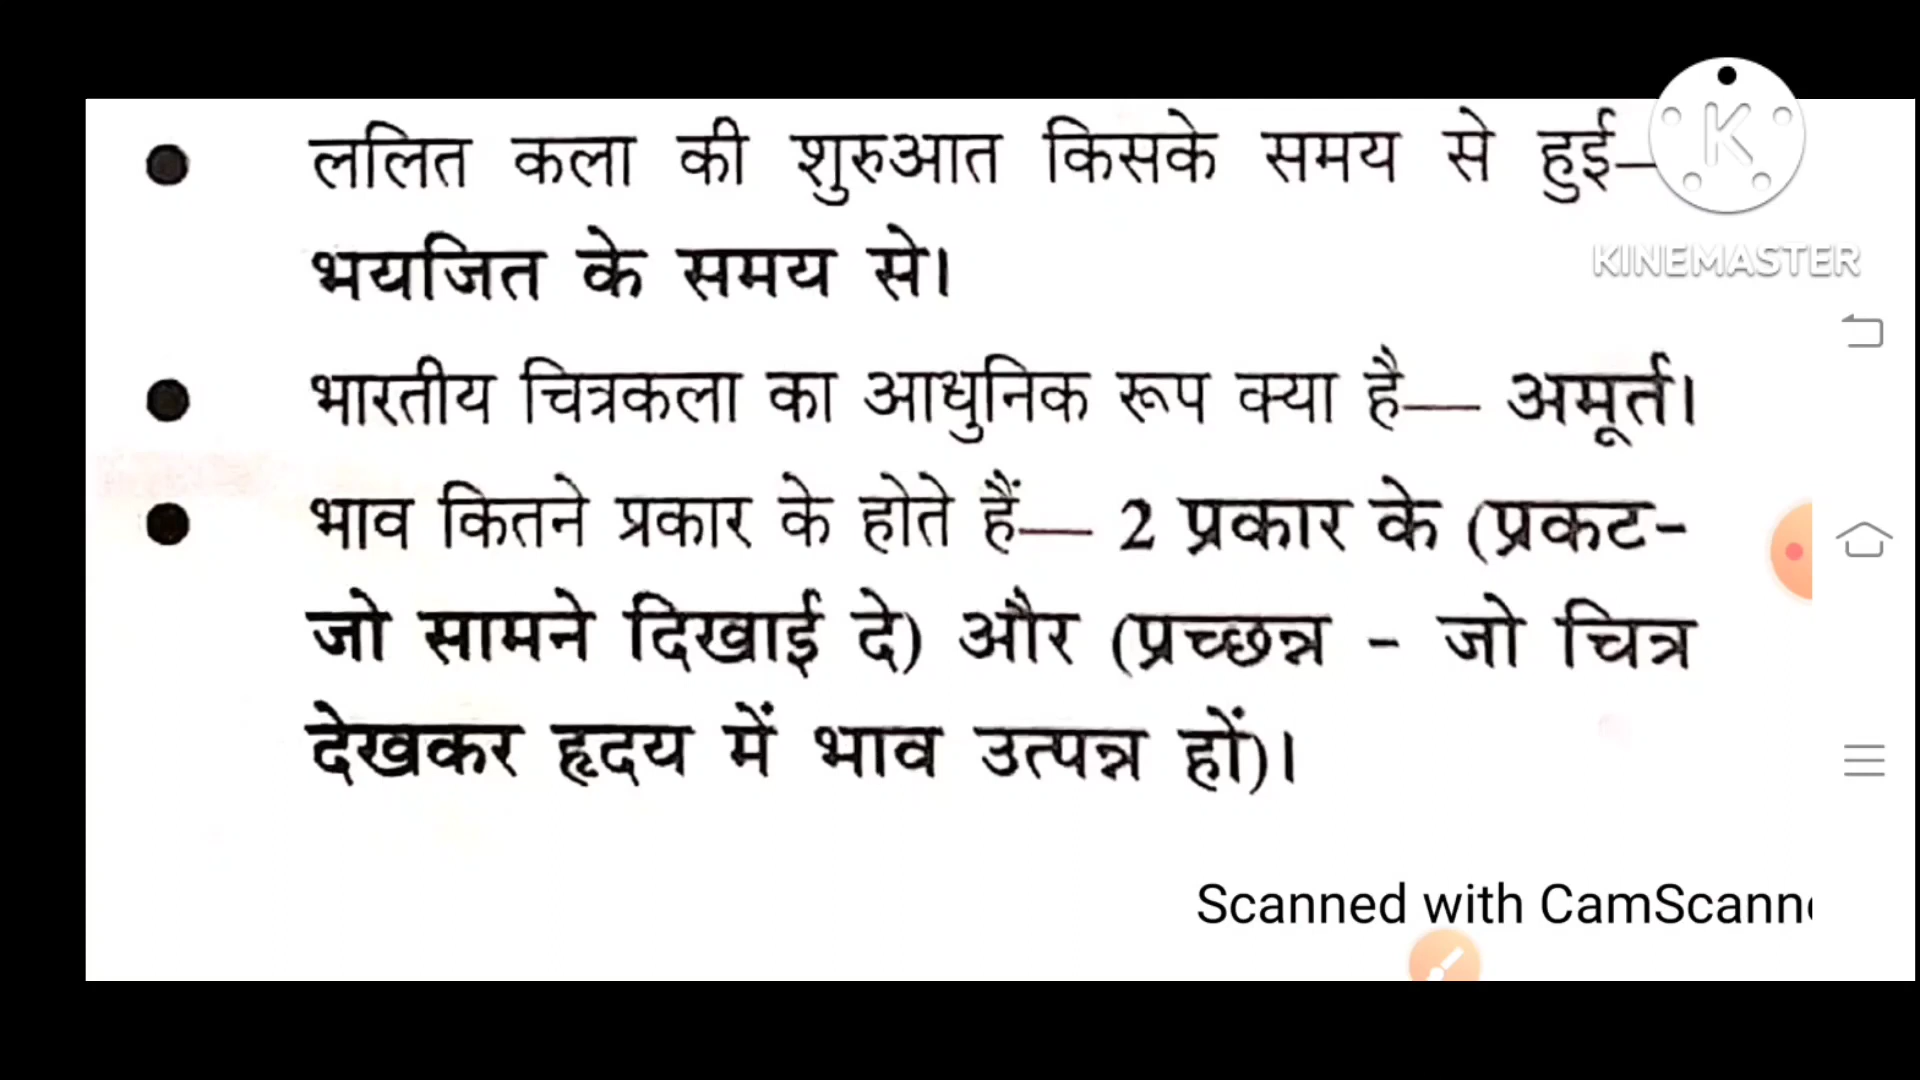 ● ललित कला की शुरुआत किसके समय से हुई—
भयजित के समय से।
● भारतीय चित्रकला का आधुनिक रूप क्या है— अमूर्त।
● भाव कितने प्रकार के होते हैं— 2 प्रकार के (प्रकट-
जो सामने दिखाई दे) और (प्रच्छन्न - जो चित्र
देखकर हृदय में भाव उत्पन्न हों)।
K
KINEMASTER
Scanned with CamScann